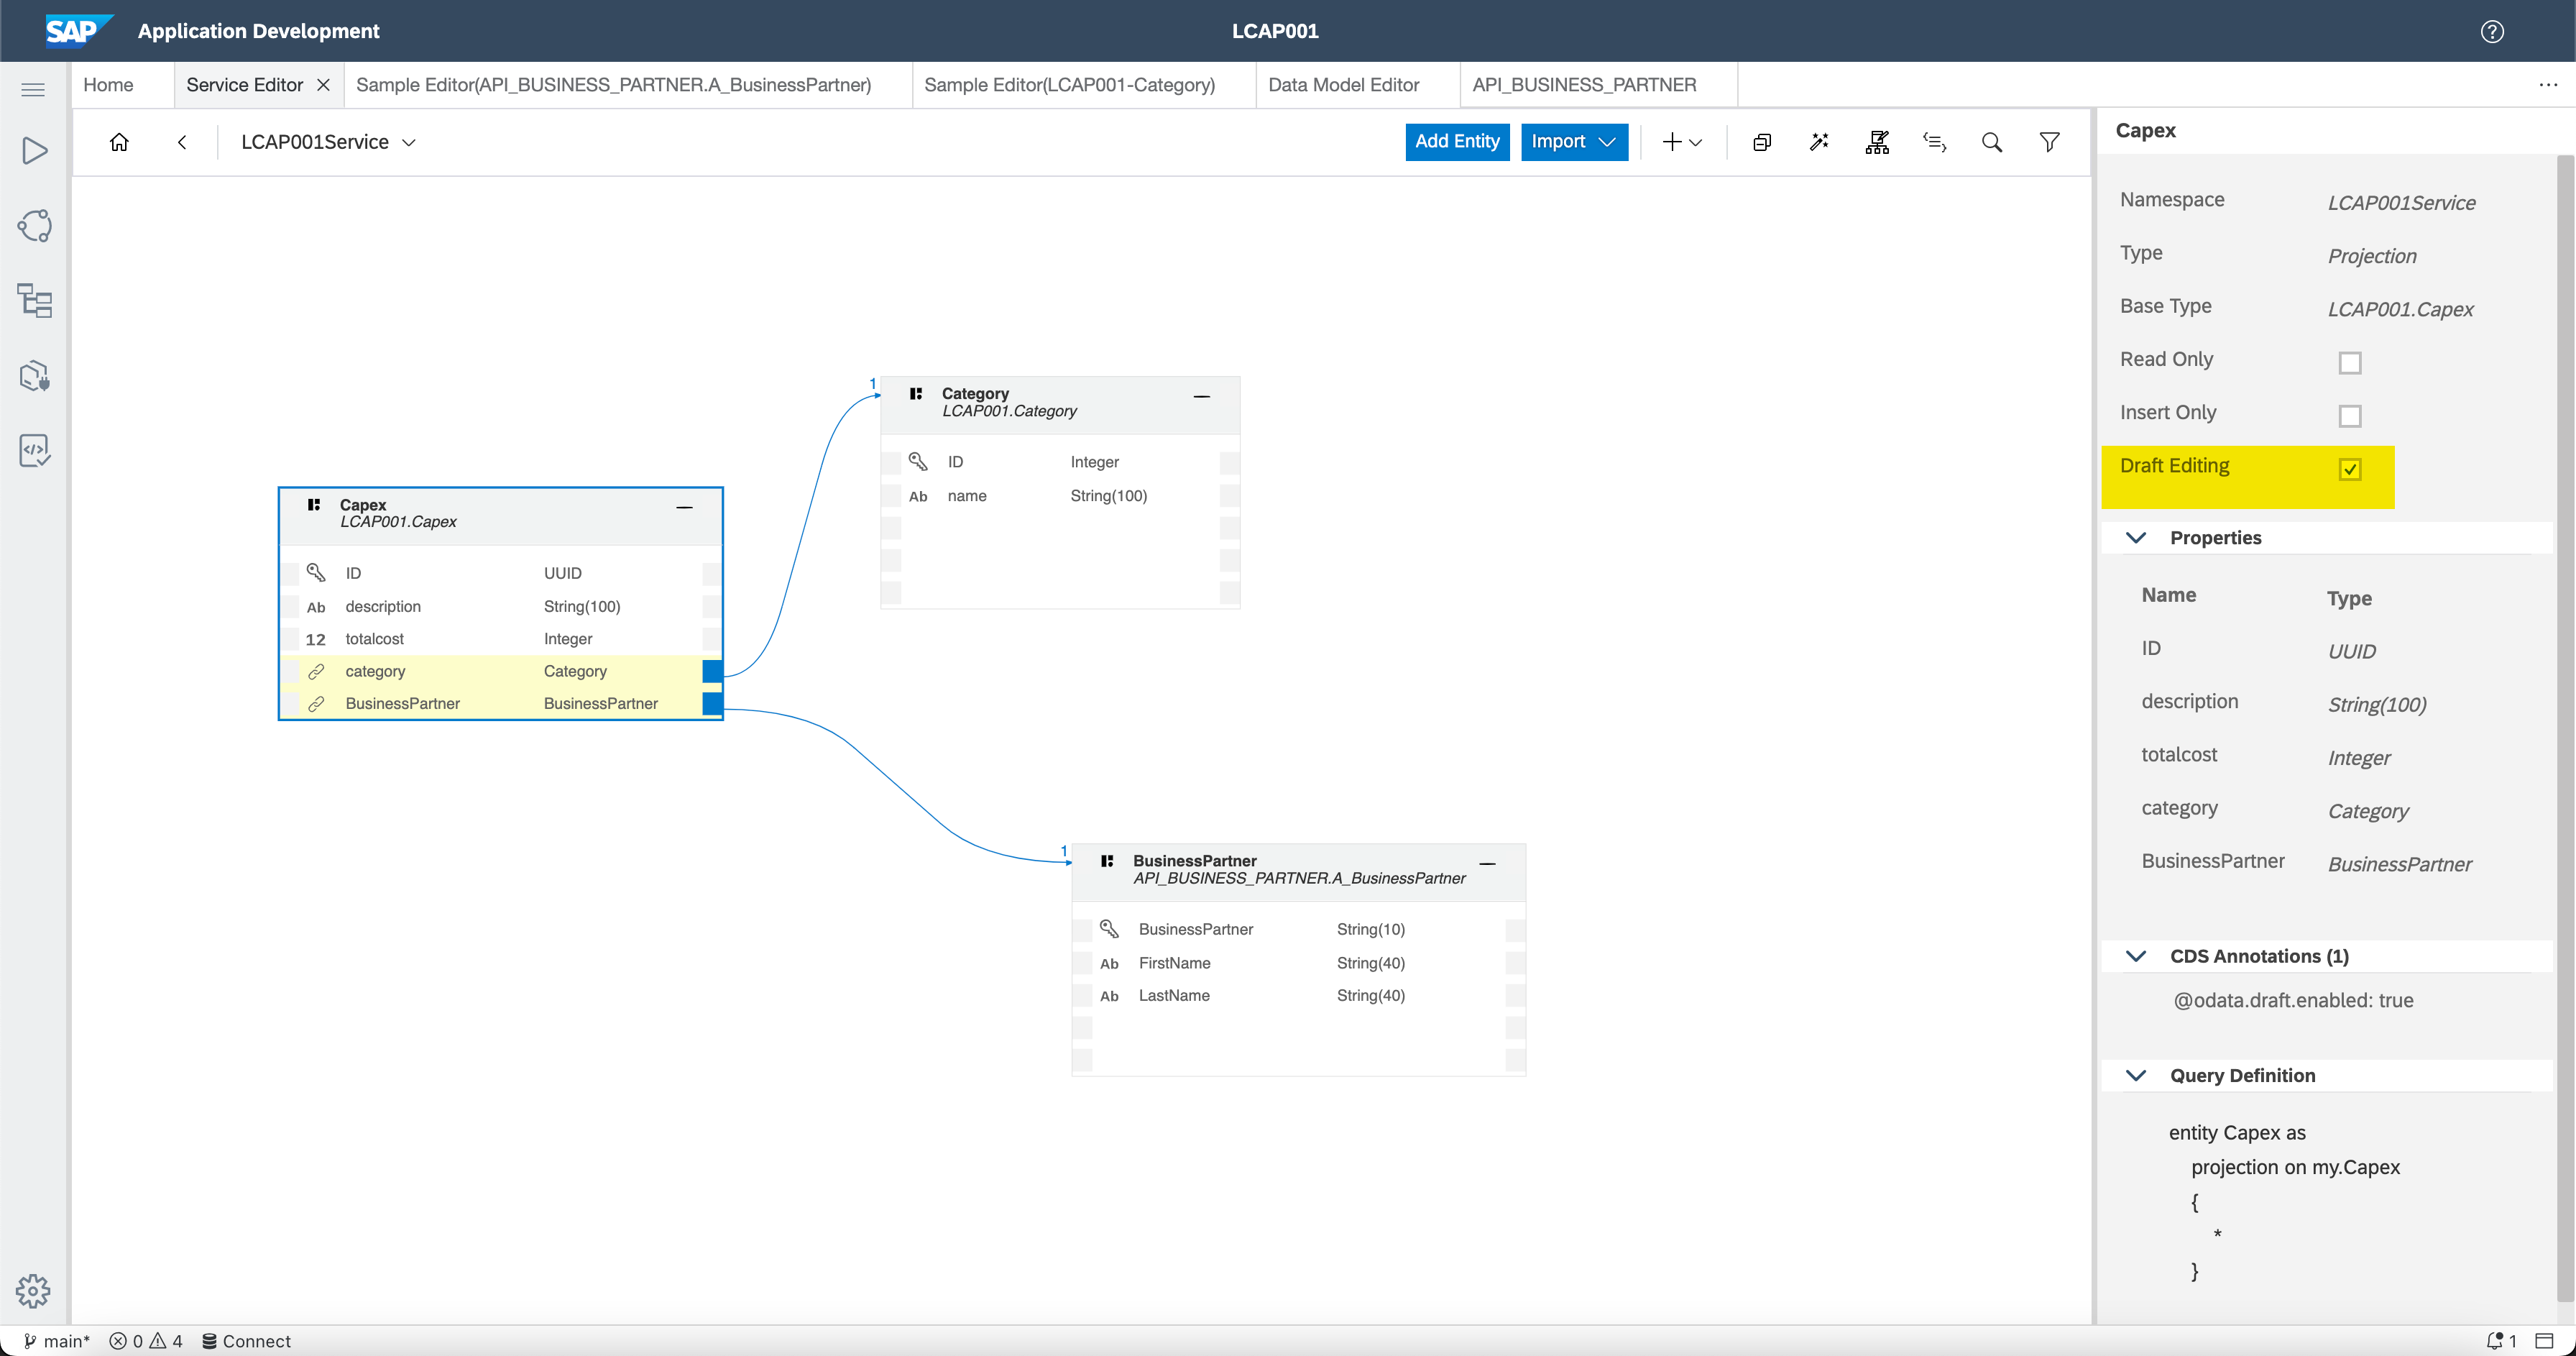 SAP Application Development LCAP001
Home Service Editor Sample Editor(API_BUSINESS_PARTNER.A_BusinessPartner) Sample Editor(LCAP001-Category) Data Model Editor API_BUSINESS_PARTNER
LCAP001Service Add Entity Import
Category
LCAP001.Category
ID Integer
Ab name String(100)
1
Capex
LCAP001.Capex
ID UUID
Ab description String(100)
12 totalcost Integer
category Category
BusinessPartner BusinessPartner
1
BusinessPartner
API_BUSINESS_PARTNER.A_BusinessPartner
BusinessPartner String(10)
Ab FirstName String(40)
Ab LastName String(40)
Capex
Namespace LCAP001Service
Type Projection
Base Type LCAP001.Capex
Read Only
Insert Only
Draft Editing
Properties
Name Type
ID UUID
description String(100)
totalcost Integer
category Category
BusinessPartner BusinessPartner
CDS Annotations (1)
@odata.draft.enabled: true
Query Definition
entity Capex as
projection on my.Capex
{
*
}
main* 0 4 Connect 1